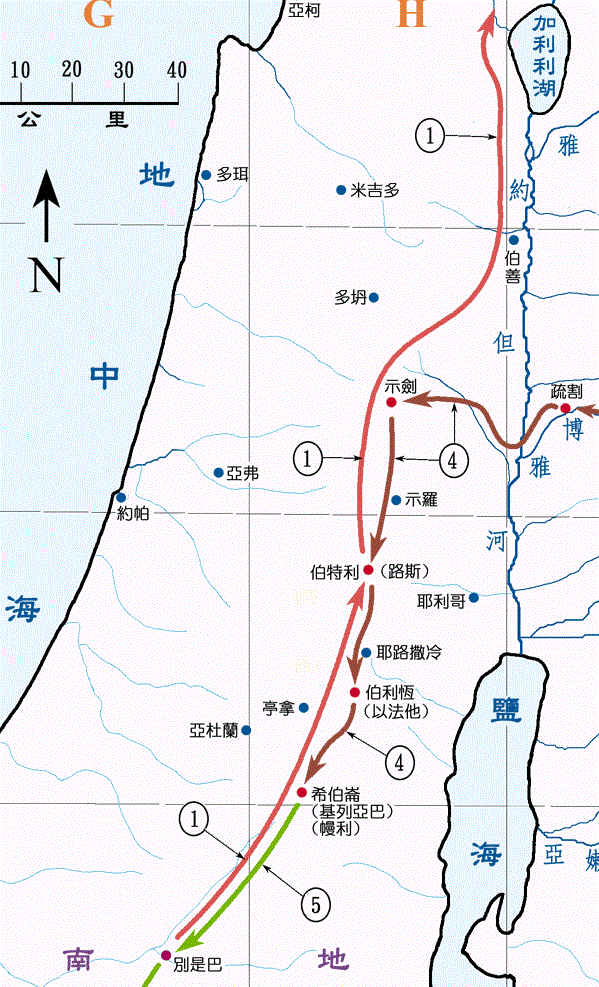 G
H
亞柯
加利利湖
10 20 30 40
公 里
①
雅
地
多珥
米吉多
約
N
伯善
多坍
但
中
示劍
疏割
④
博
①
亞弗
雅
約帕
示羅
河
伯特利
(路斯)
耶利哥
海
耶路撒冷
伯利恆
(以法他)
鹽
亭拿
亞杜蘭
④
希伯崙
(基列亞巴)
(幔利)
①
海
亞
嫩
⑤
南
地
別是巴